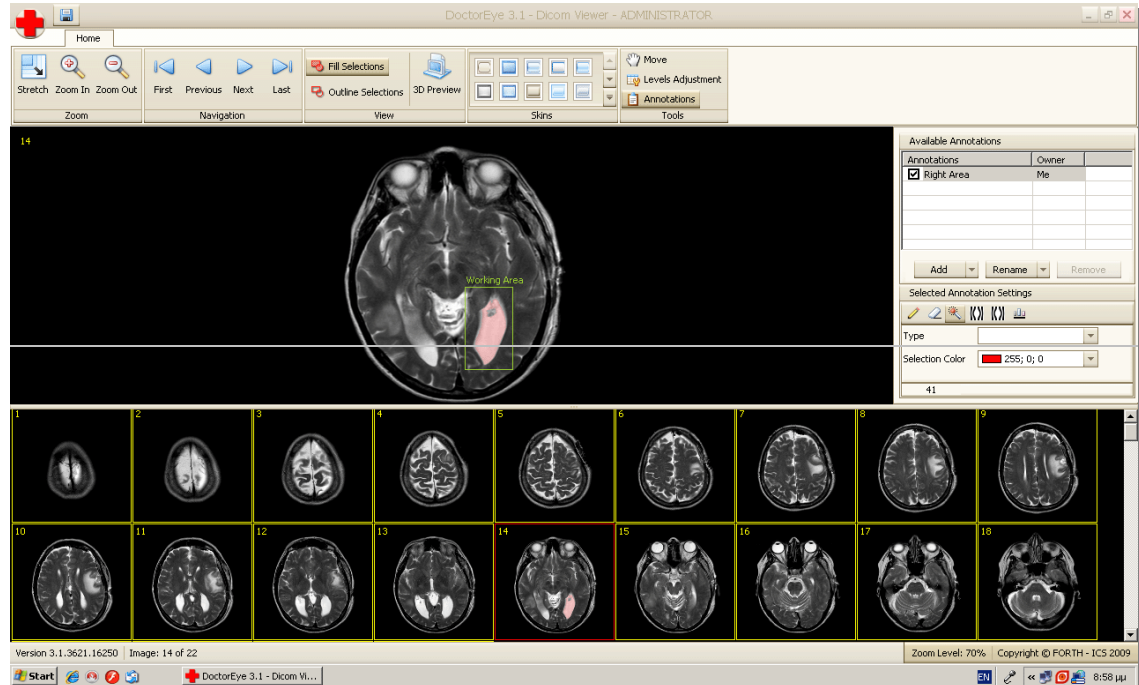 DoctorEye 3.1 - Dicom Viewer - ADMINISTRATOR
Home
Stretch Zoom In Zoom Out
Zoom
First Previous Next Last
Navigation
Fill Selections
Outline Selections
3D Preview
View
Skins
Move
Levels Adjustment
Annotations
Tools
14
Working Area
Available Annotations
Annotations Owner
Right Area Me
Add Rename Remove
Selected Annotation Settings
Type
Selection Color 255; 0; 0
41
1 2 3 4 5 6 7 8 9
10 11 12 13 14 15 16 17 18
Version 3.1.3621.16250 Image: 14 of 22 Zoom Level: 70% Copyright © FORTH - ICS 2009
Start DoctorEye 3.1 - Dicom Vi... EN « 8:58 μμ